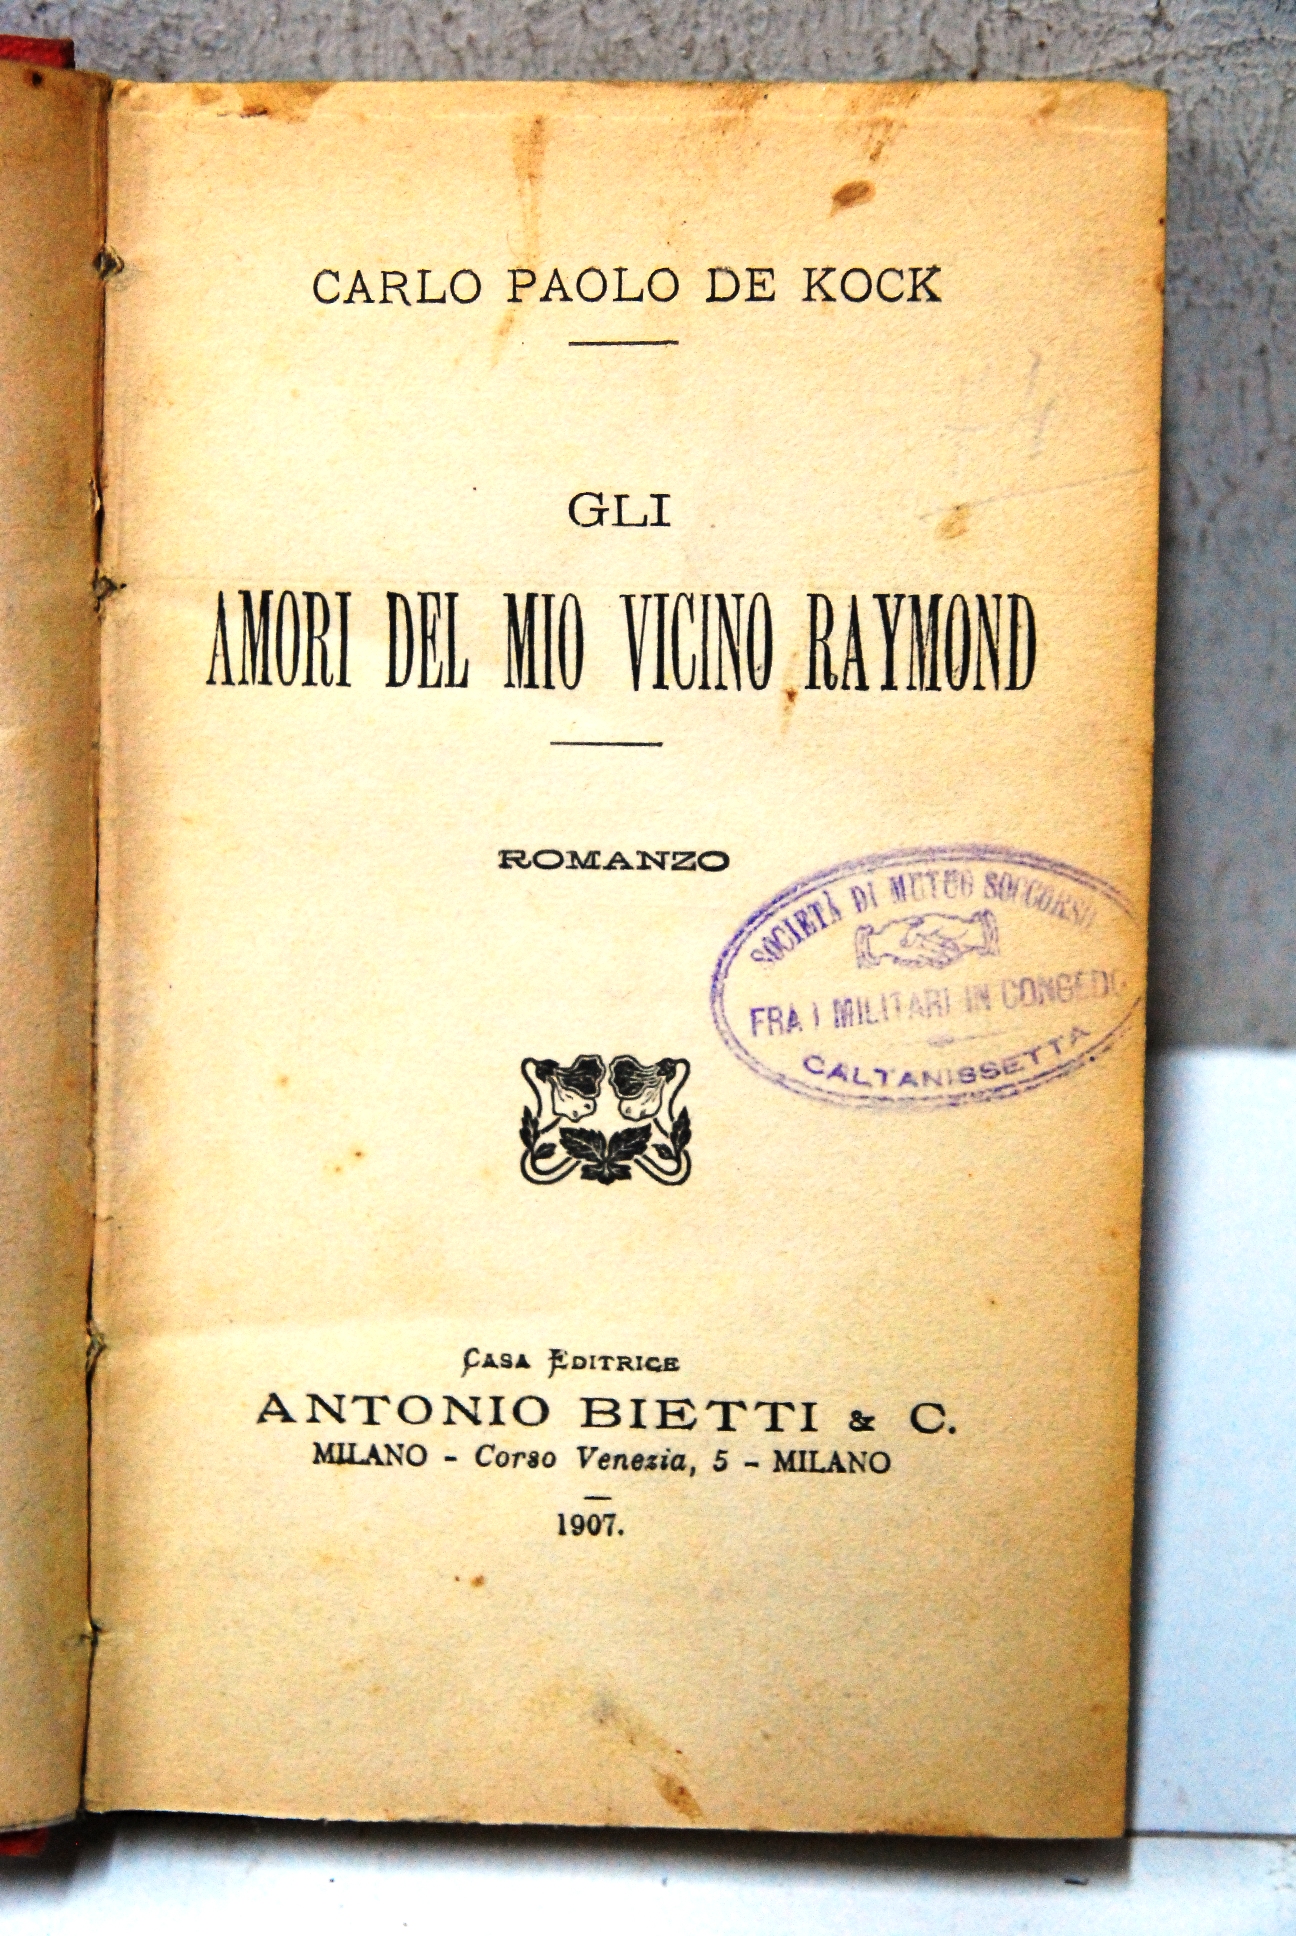 CARLO PAOLO DE KOCK
GLI
AMORI DEL MIO VICINO RAYMOND
ROMANZO
SOCIETÀ DI MUTUO SOCCORSO
FRA I MILITARI IN CONGEDO
CALTANISSETTA
CASA EDITRICE
ANTONIO BIETTI & C.
MILANO - Corso Venezia, 5 - MILANO
1907.